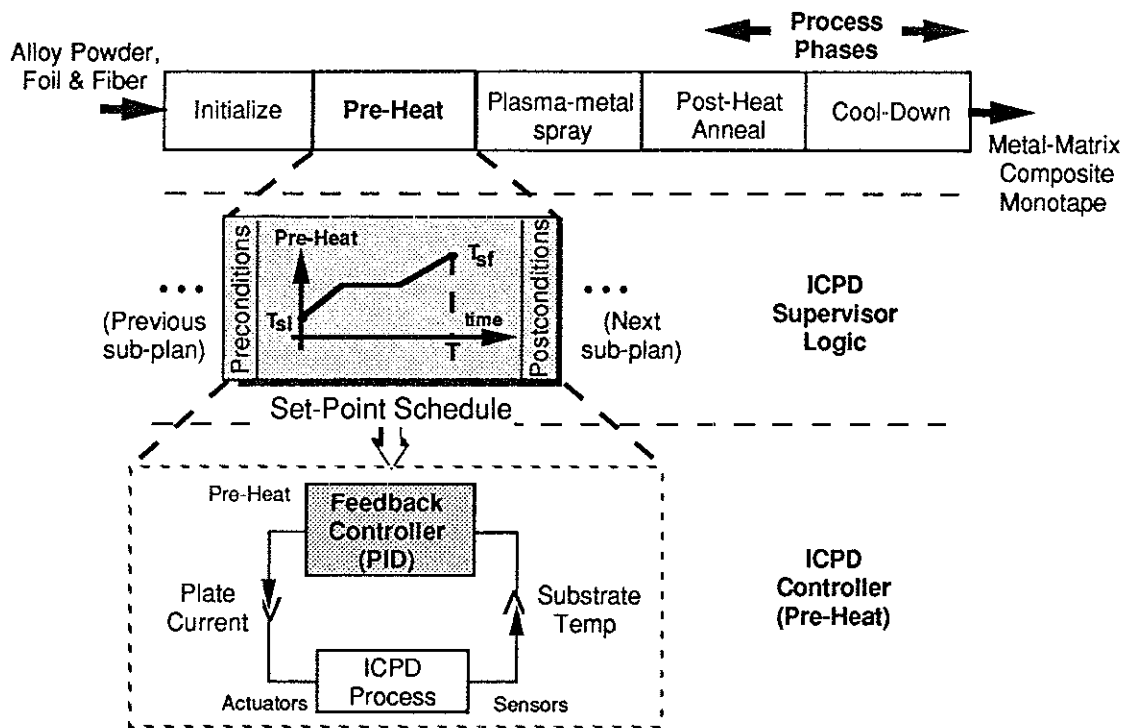 Process
Phases
Alloy Powder,
Foil & Fiber
Initialize
Pre-Heat
Plasma-metal
spray
Post-Heat
Anneal
Cool-Down
Metal-Matrix
Composite
Monotape
Preconditions
Pre-Heat
Tsi
Tsf
time
T
Postconditions
• • •
(Previous
sub-plan)
• • •
(Next
sub-plan)
ICPD
Supervisor
Logic
Set-Point Schedule
Pre-Heat
Feedback
Controller
(PID)
Plate
Current
Substrate
Temp
ICPD
Process
Actuators
Sensors
ICPD
Controller
(Pre-Heat)